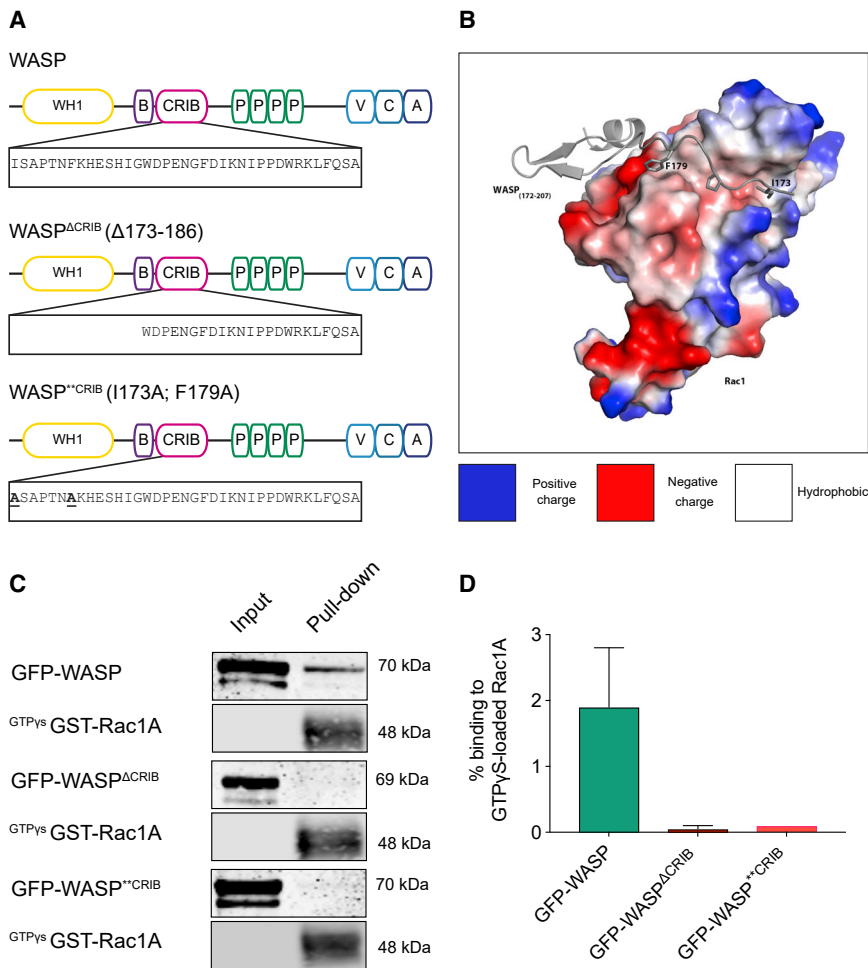 A
WASP
WH1 B CRIB P P P P V C A
ISAPTNFKHESHIGWDPENGFDIKNIPPDWRKLFQSA
WASPΔCRIB (Δ173-186)
WH1 B CRIB P P P P V C A
WDPENGFDIKNIPPDWRKLFQSA
WASP**CRIB (I173A; F179A)
WH1 B CRIB P P P P V C A
ASAPTNAKHESHIGWDPENGFDIKNIPPDWRKLFQSA
B
F179
I173
WASP(172-207)
Rac1
Positive charge
Negative charge
Hydrophobic
C
Input Pull-down
GFP-WASP 70 kDa
GTPγs GST-Rac1A 48 kDa
GFP-WASPΔCRIB 69 kDa
GTPγs GST-Rac1A 48 kDa
GFP-WASP**CRIB 70 kDa
GTPγs GST-Rac1A 48 kDa
D
% binding to
GTPγS-loaded Rac1A
3
2
1
0
GFP-WASP
GFP-WASPΔCRIB
GFP-WASP**CRIB